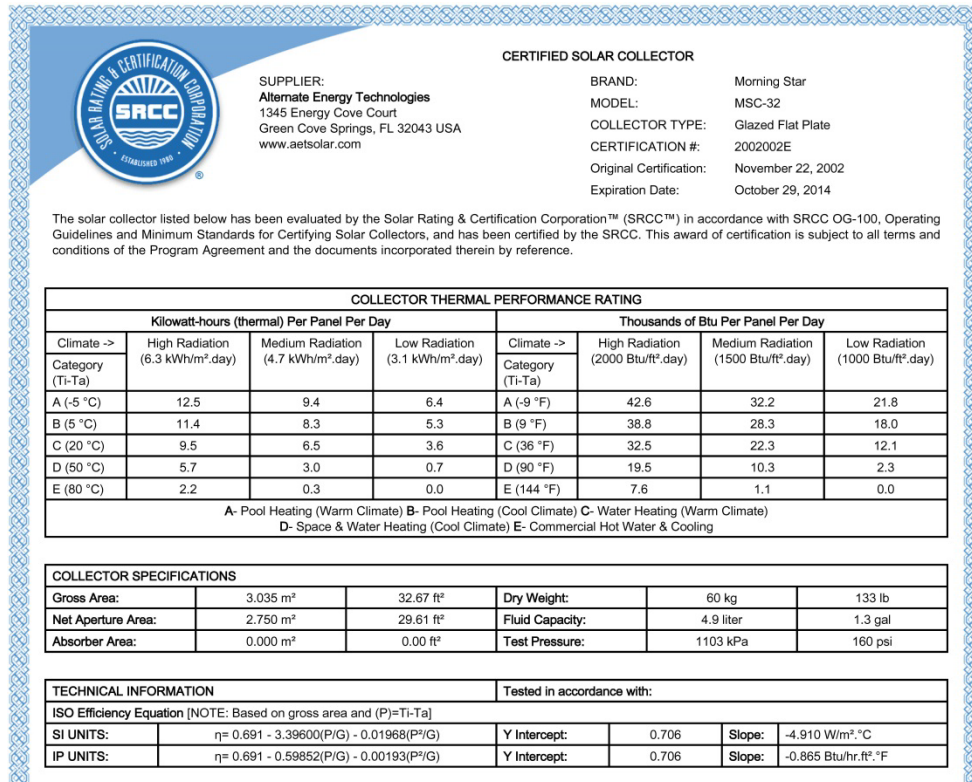 SOLAR RATING & CERTIFICATION CORPORATION
SRCC
ESTABLISHED 1980
®
SUPPLIER:
Alternate Energy Technologies
1345 Energy Cove Court
Green Cove Springs, FL 32043 USA
www.aetsolar.com
CERTIFIED SOLAR COLLECTOR
BRAND: Morning Star
MODEL: MSC-32
COLLECTOR TYPE: Glazed Flat Plate
CERTIFICATION #: 2002002E
Original Certification: November 22, 2002
Expiration Date: October 29, 2014
The solar collector listed below has been evaluated by the Solar Rating & Certification Corporation™ (SRCC™) in accordance with SRCC OG-100, Operating
Guidelines and Minimum Standards for Certifying Solar Collectors, and has been certified by the SRCC. This award of certification is subject to all terms and
conditions of the Program Agreement and the documents incorporated therein by reference.
COLLECTOR THERMAL PERFORMANCE RATING
Kilowatt-hours (thermal) Per Panel Per Day Thousands of Btu Per Panel Per Day
Climate -> High Radiation Medium Radiation Low Radiation Climate -> High Radiation Medium Radiation Low Radiation
Category (6.3 kWh/m².day) (4.7 kWh/m².day) (3.1 kWh/m².day) Category (2000 Btu/ft².day) (1500 Btu/ft².day) (1000 Btu/ft².day)
(Ti-Ta) (Ti-Ta)
A (-5 °C) 12.5 9.4 6.4 A (-9 °F) 42.6 32.2 21.8
B (5 °C) 11.4 8.3 5.3 B (9 °F) 38.8 28.3 18.0
C (20 °C) 9.5 6.5 3.6 C (36 °F) 32.5 22.3 12.1
D (50 °C) 5.7 3.0 0.7 D (90 °F) 19.5 10.3 2.3
E (80 °C) 2.2 0.3 0.0 E (144 °F) 7.6 1.1 0.0
A- Pool Heating (Warm Climate) B- Pool Heating (Cool Climate) C- Water Heating (Warm Climate)
D- Space & Water Heating (Cool Climate) E- Commercial Hot Water & Cooling
COLLECTOR SPECIFICATIONS
Gross Area: 3.035 m² 32.67 ft² Dry Weight: 60 kg 133 lb
Net Aperture Area: 2.750 m² 29.61 ft² Fluid Capacity: 4.9 liter 1.3 gal
Absorber Area: 0.000 m² 0.00 ft² Test Pressure: 1103 kPa 160 psi
TECHNICAL INFORMATION Tested in accordance with:
ISO Efficiency Equation [NOTE: Based on gross area and (P)=Ti-Ta]
SI UNITS: η= 0.691 - 3.39600(P/G) - 0.01968(P²/G) Y Intercept: 0.706 Slope: -4.910 W/m².°C
IP UNITS: η= 0.691 - 0.59852(P/G) - 0.00193(P²/G) Y Intercept: 0.706 Slope: -0.865 Btu/hr.ft².°F